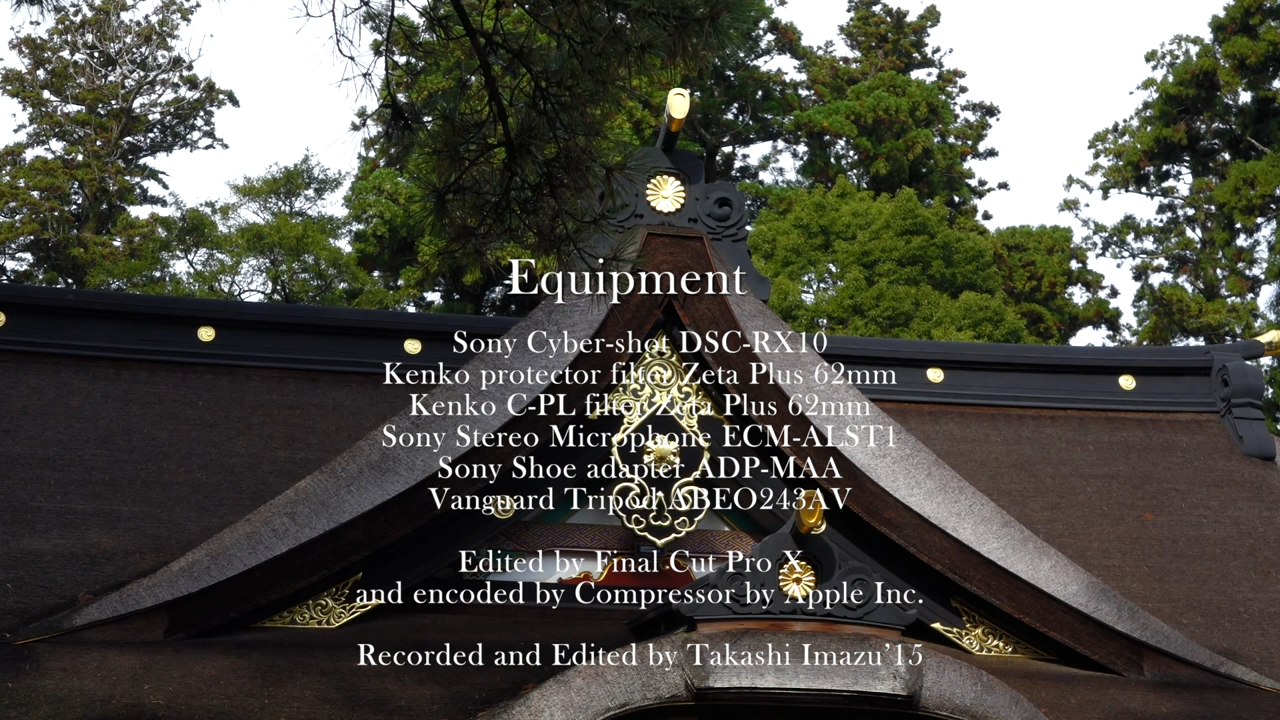 Equipment
Sony Cyber-shot DSC-RX10
Kenko protector filter Zeta Plus 62mm
Kenko C-PL filter Zeta Plus 62mm
Sony Stereo Microphone ECM-ALST1
Sony Shoe adapter ADP-MAA
Vanguard Tripod ABEO243AV
Edited by Final Cut Pro X
and encoded by Compressor by Apple Inc.
Recorded and Edited by Takashi Imazu’15